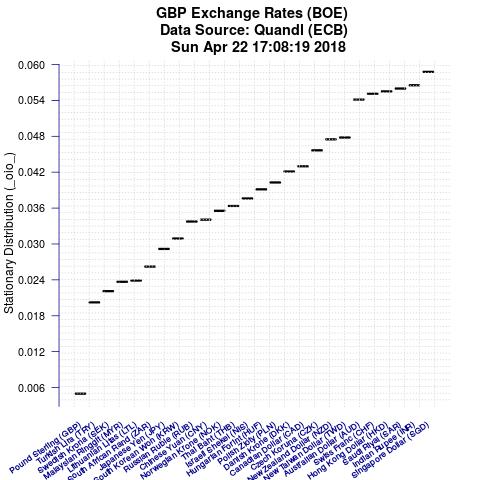 GBP Exchange Rates (BOE)
Data Source: Quandl (ECB)
Sun Apr 22 17:08:19 2018
Stationary Distribution (_oio_)
0.060
0.054
0.048
0.042
0.036
0.030
0.024
0.018
0.012
0.006
Pound Sterling (GBP)
Turkish Lira (TRY)
Swedish Krona (SEK)
Malaysian Ringgit (MYR)
Lithuanian Litas (LTL)
South African Rand (ZAR)
Japanese Yen (JPY)
South Korean Won (KRW)
Russian Ruble (RUB)
Chinese Yuan (CNY)
Norwegian Krone (NOK)
Thai Baht (THB)
Israeli Shekel (NIS)
Hungarian Forint (HUF)
Polish Zloty (PLN)
Danish Krone (DKK)
Canadian Dollar (CAD)
Czech Koruna (CZK)
New Zealand Dollar (NZD)
New Taiwan Dollar (TWD)
Australian Dollar (AUD)
Swiss Franc (CHF)
Hong Kong Dollar (HKD)
Saudi Riyal (SAR)
Indian Rupee (INR)
Singapore Dollar (SGD)